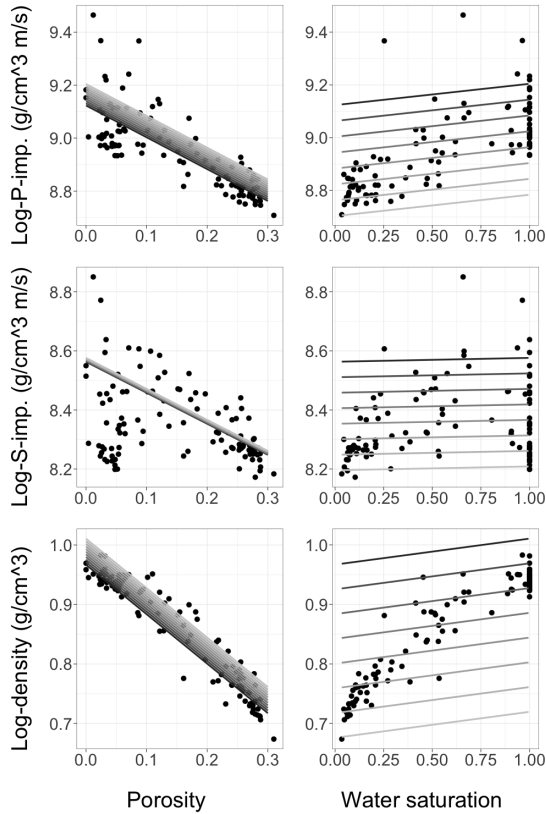 Log-P-imp. (g/cm^3 m/s)
9.4
9.2
9.0
8.8
0.0 0.1 0.2 0.3
9.4
9.2
9.0
8.8
0.00 0.25 0.50 0.75 1.00
Log-S-imp. (g/cm^3 m/s)
8.8
8.6
8.4
8.2
0.0 0.1 0.2 0.3
8.8
8.6
8.4
8.2
0.00 0.25 0.50 0.75 1.00
Log-density (g/cm^3)
1.0
0.9
0.8
0.7
0.0 0.1 0.2 0.3
1.0
0.9
0.8
0.7
0.00 0.25 0.50 0.75 1.00
Porosity
Water saturation